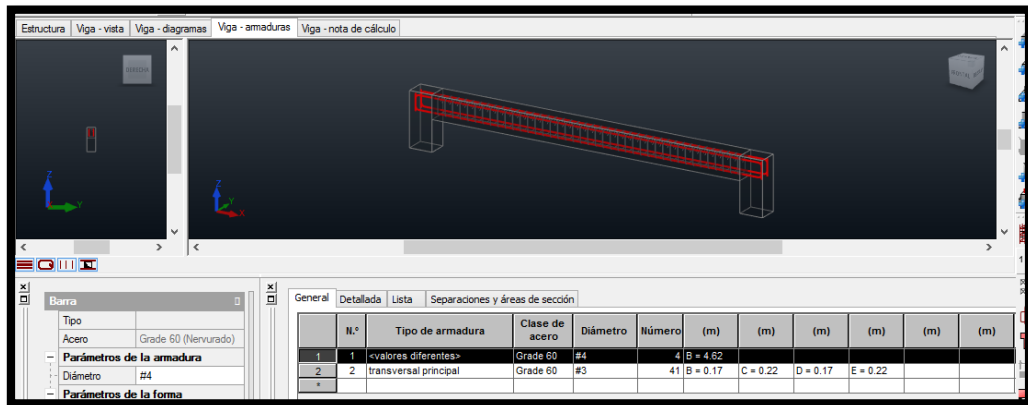 Estructura Viga - vista Viga - diagramas Viga - armaduras Viga - nota de cálculo
Z
Y
Z
Y
X
Barra
Tipo
Acero Grade 60 (Nervurado)
Parámetros de la armadura
Diámetro #4
Parámetros de la forma
General Detallada Lista Separaciones y áreas de sección
N.º Tipo de armadura Clase de acero Diámetro Número (m) (m) (m) (m) (m) (m)
1 1 <valores diferentes> Grade 60 #4 4 B = 4.62
2 2 transversal principal Grade 60 #3 41 B = 0.17 C = 0.22 D = 0.17 E = 0.22
*